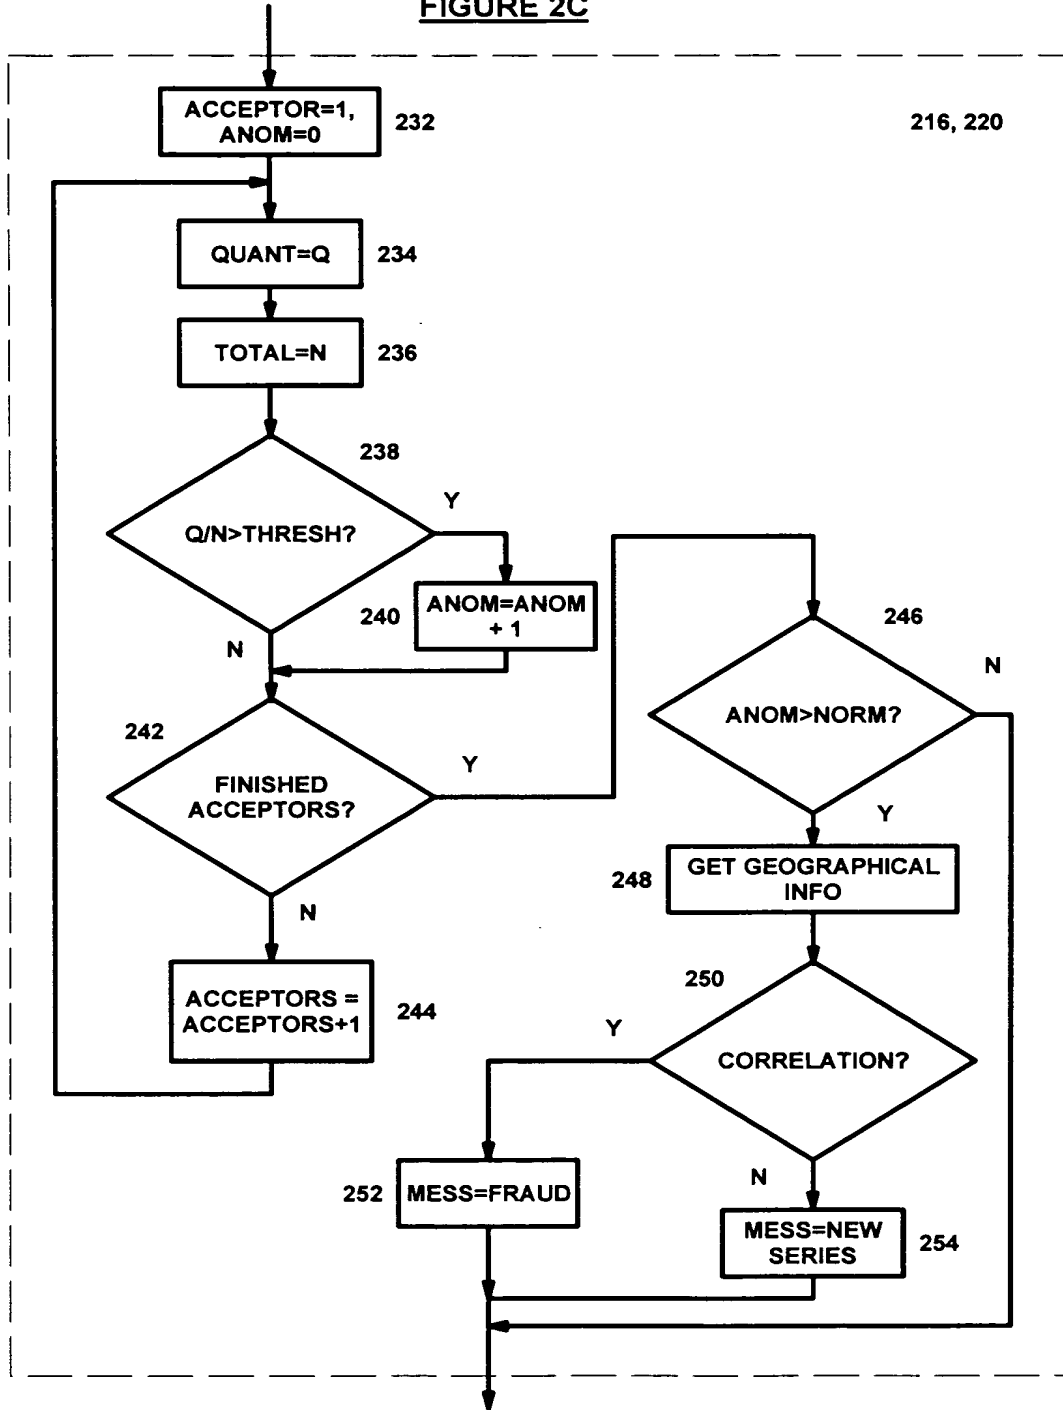 FIGURE 2C
ACCEPTOR=1,
ANOM=0
232
216, 220
QUANT=Q
234
TOTAL=N
236
238
Q/N>THRESH?
Y
240
ANOM=ANOM
+ 1
N
246
N
ANOM>NORM?
242
FINISHED
ACCEPTORS?
Y
Y
248
GET GEOGRAPHICAL
INFO
N
250
ACCEPTORS =
ACCEPTORS+1
244
Y
CORRELATION?
252
MESS=FRAUD
N
MESS=NEW
SERIES
254